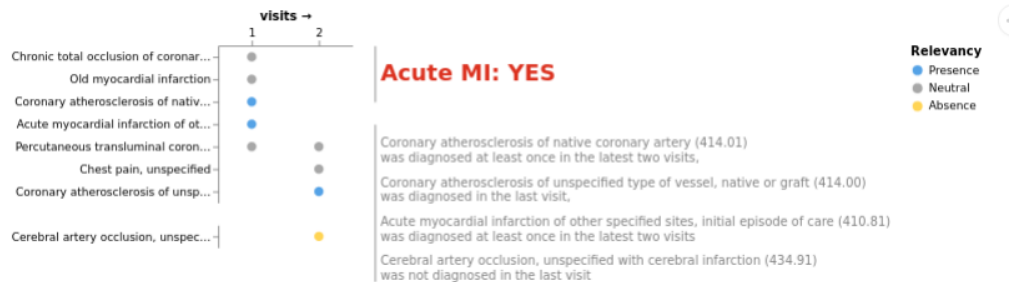 visits →
1
2
Chronic total occlusion of coronar...
Old myocardial infarction
Coronary atherosclerosis of nativ...
Acute myocardial infarction of ot...
Percutaneous transluminal coron...
Chest pain, unspecified
Coronary atherosclerosis of unsp...
Cerebral artery occlusion, unspec...
Acute MI: YES
Coronary atherosclerosis of native coronary artery (414.01)
was diagnosed at least once in the latest two visits,
Coronary atherosclerosis of unspecified type of vessel, native or graft (414.00)
was diagnosed in the last visit,
Acute myocardial infarction of other specified sites, initial episode of care (410.81)
was diagnosed at least once in the latest two visits
Cerebral artery occlusion, unspecified with cerebral infarction (434.91)
was not diagnosed in the last visit
Relevancy
Presence
Neutral
Absence